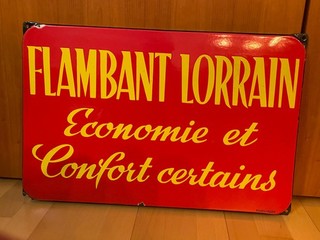 FLAMBANT LORRAIN
Economie et
Confort certains